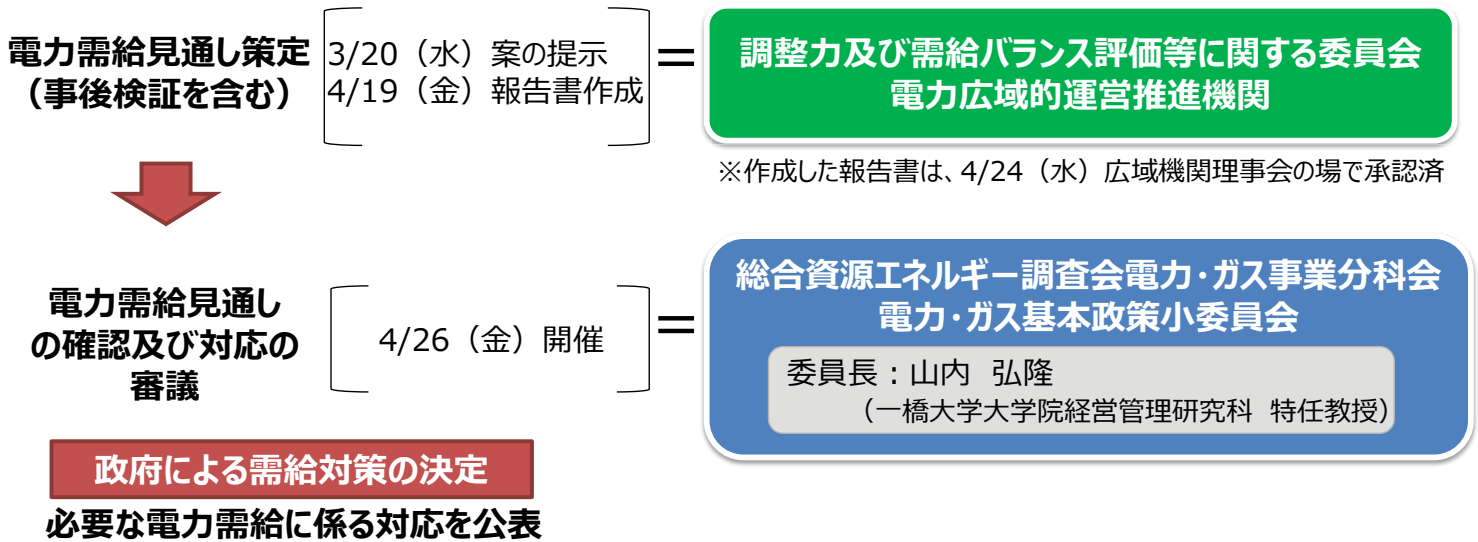 電力需給見通し策定
（事後検証を含む）
3/20（水）案の提示
4/19（金）報告書作成
＝
調整力及び需給バランス評価等に関する委員会
電力広域的運営推進機関
※作成した報告書は、4/24（水）広域機関理事会の場で承認済
電力需給見通し
の確認及び対応の
審議
4/26（金）開催
＝
総合資源エネルギー調査会電力・ガス事業分科会
電力・ガス基本政策小委員会
委員長：山内 弘隆
（一橋大学大学院経営管理研究科 特任教授）
政府による需給対策の決定
必要な電力需給に係る対応を公表